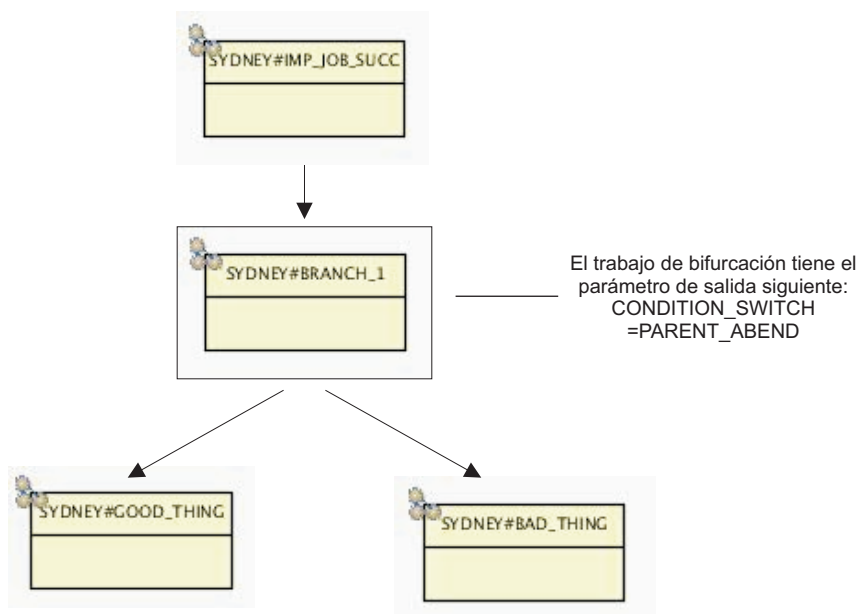 SYDNEY#IMP_JOB_SUCC
SYDNEY#BRANCH_1
El trabajo de bifurcación tiene el
parámetro de salida siguiente:
CONDITION_SWITCH
=PARENT_ABEND
SYDNEY#GOOD_THING
SYDNEY#BAD_THING